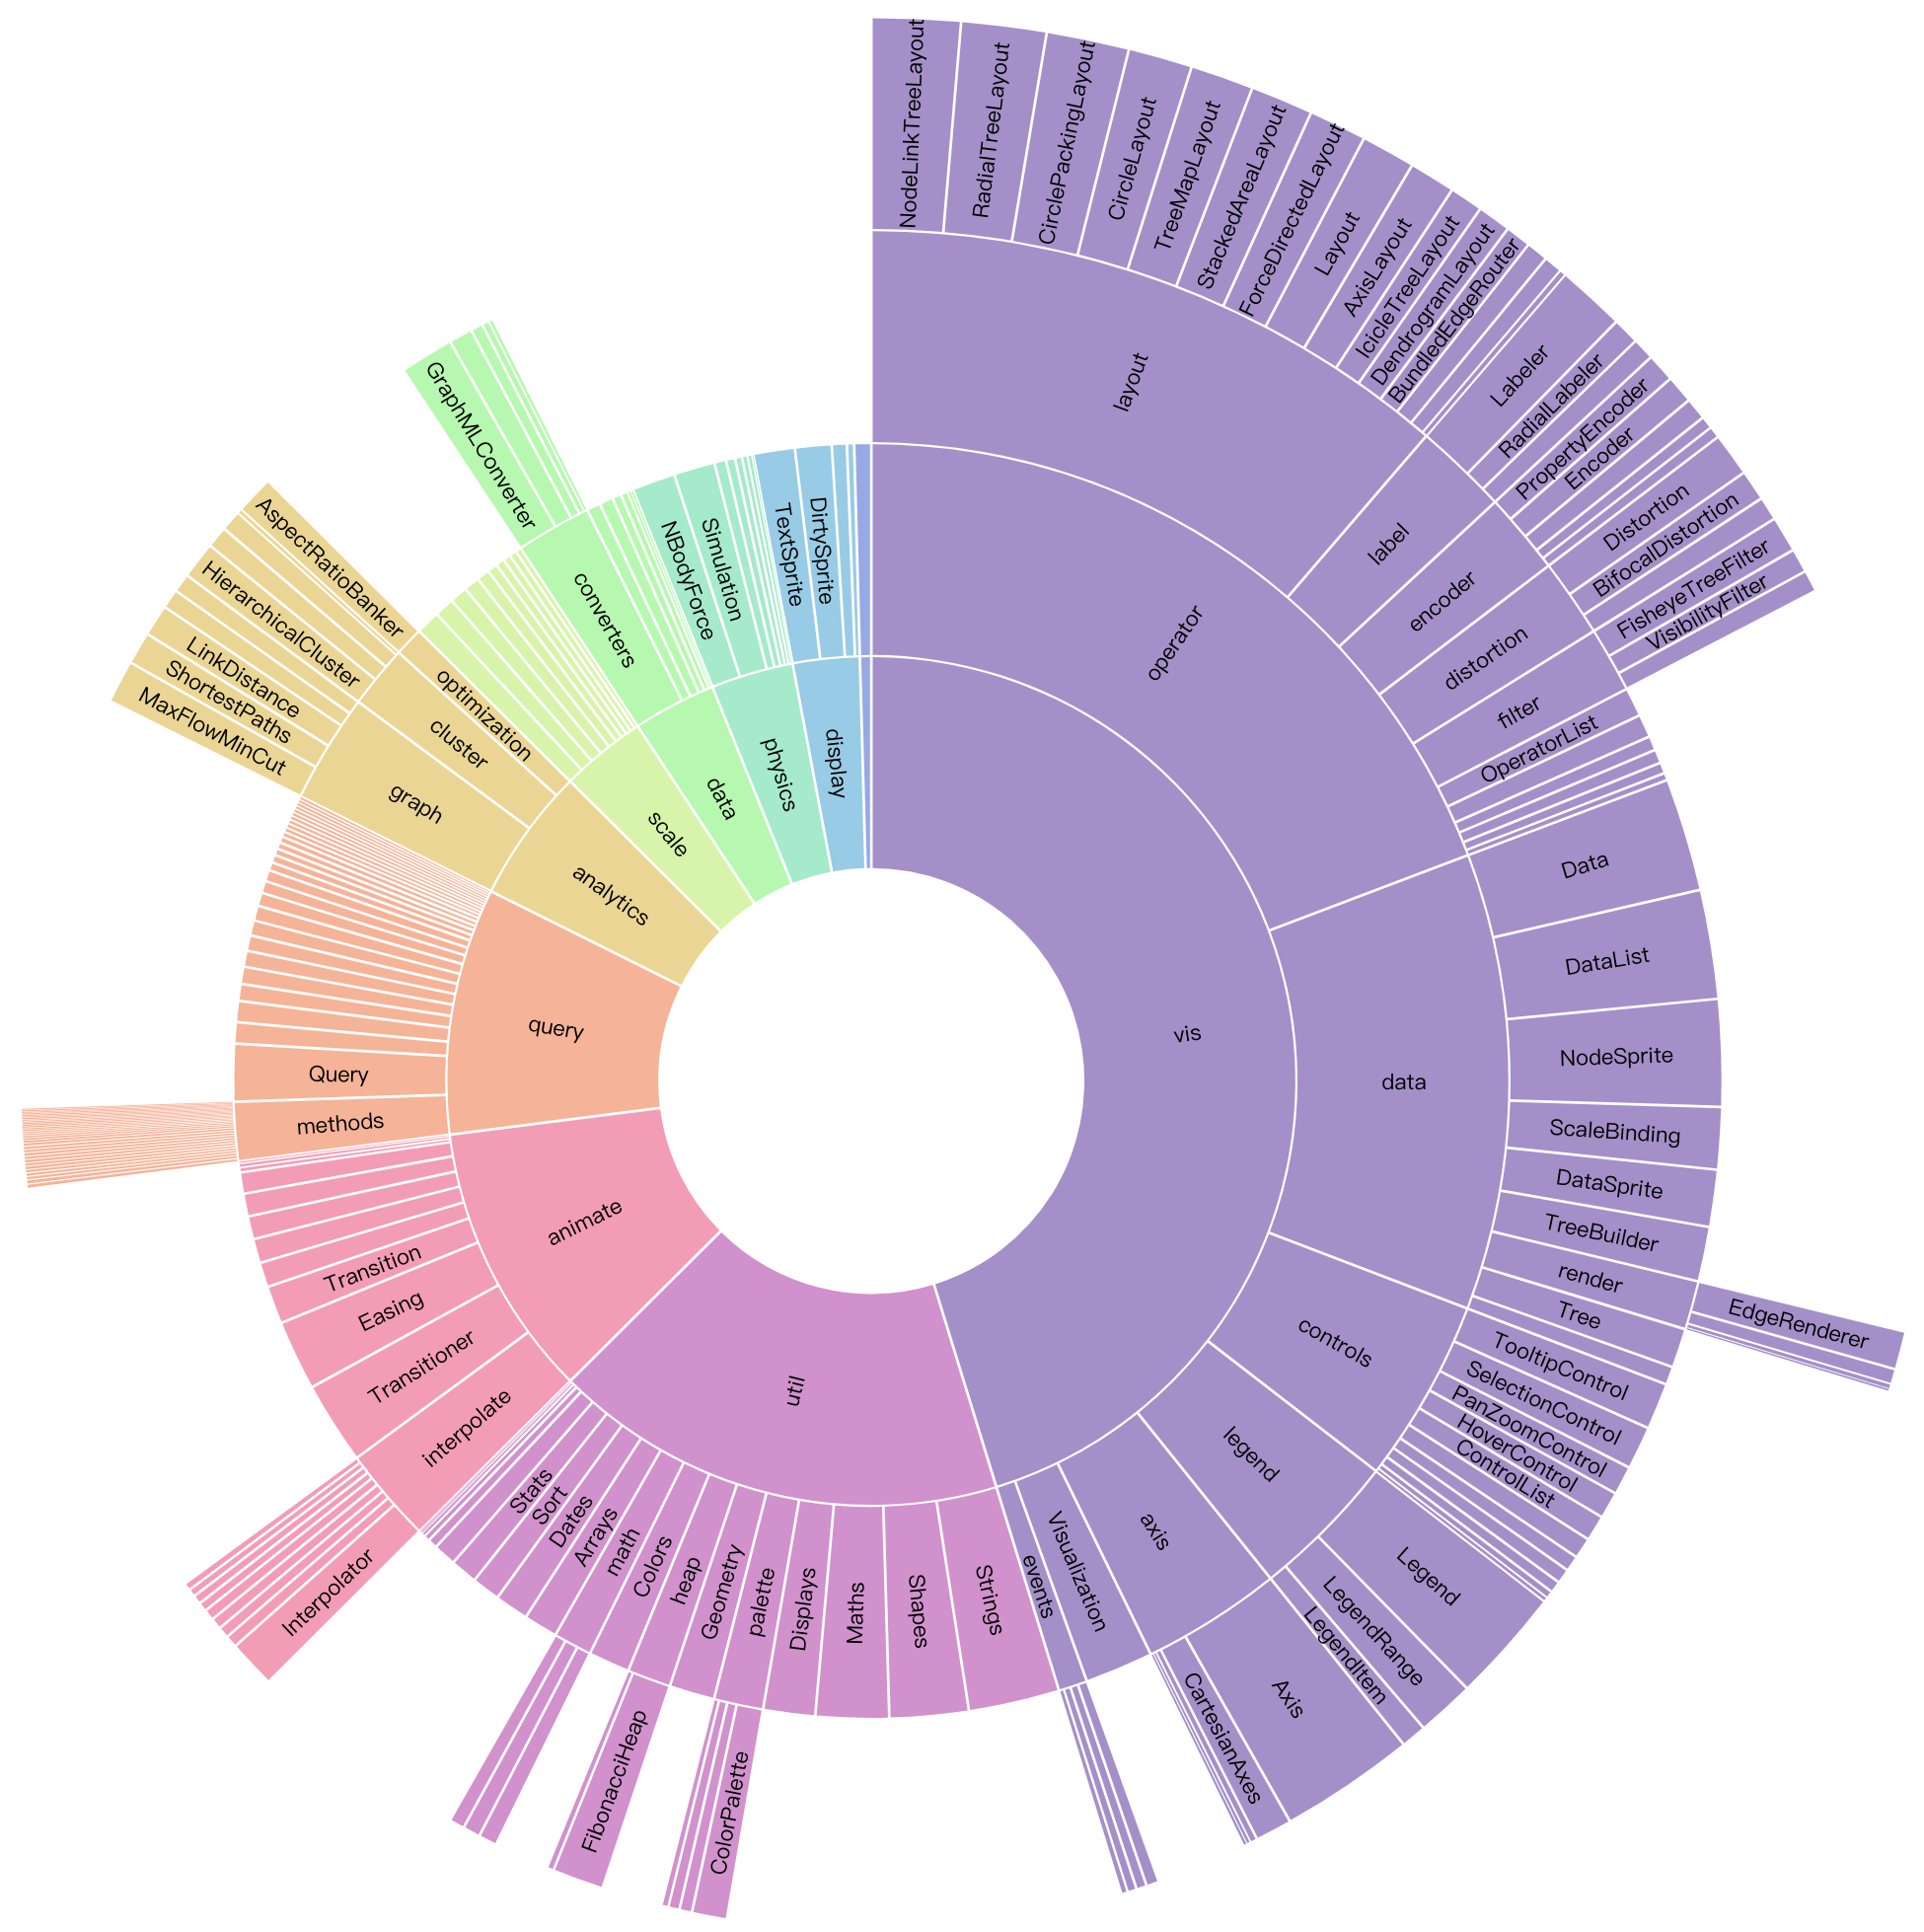 vis
operator
layout
NodeLinkTreeLayout
RadialTreeLayout
CirclePackingLayout
CircleLayout
TreeMapLayout
StackedAreaLayout
ForceDirectedLayout
Layout
AxisLayout
IcicleTreeLayout
DendrogramLayout
BundledEdgeRouter
label
Labeler
RadialLabeler
encoder
PropertyEncoder
Encoder
distortion
Distortion
BifocalDistortion
filter
FisheyeTreeFilter
VisibilityFilter
OperatorList
data
Data
DataList
NodeSprite
ScaleBinding
DataSprite
TreeBuilder
render
EdgeRenderer
Tree
controls
TooltipControl
SelectionControl
PanZoomControl
HoverControl
ControlList
legend
Legend
LegendRange
LegendItem
axis
Axis
CartesianAxes
Visualization
events
util
Strings
Shapes
Maths
Displays
palette
ColorPalette
Geometry
heap
FibonacciHeap
Colors
math
Arrays
Dates
Sort
Stats
animate
interpolate
Interpolator
Transitioner
Easing
Transition
query
methods
Query
analytics
graph
MaxFlowMinCut
ShortestPaths
LinkDistance
cluster
HierarchicalCluster
optimization
AspectRatioBanker
scale
data
converters
GraphMLConverter
physics
NBodyForce
Simulation
display
TextSprite
DirtySprite